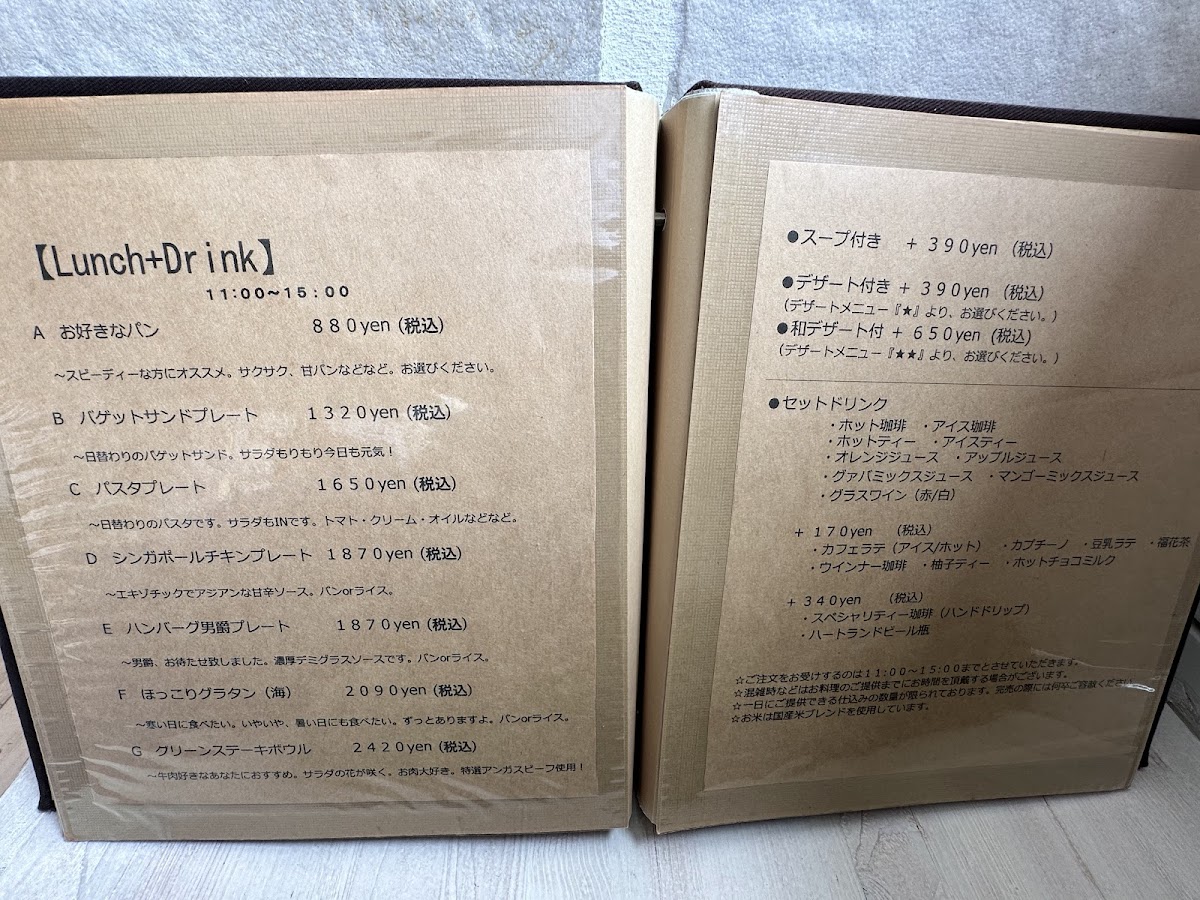 【Lunch+Drink】
11:00~15:00
A お好きなパン 880yen (税込)
~スピーディーな方にオススメ。サクサク、甘パンなどなど。お選びください。
B バゲットサンドプレート 1320yen (税込)
~日替わりのバゲットサンド。サラダもりもり今日も元気！
C パスタプレート 1650yen (税込)
~日替わりのパスタです。サラダもINです。トマト・クリーム・オイルなどなど。
D シンガポールチキンプレート 1870yen (税込)
~エキゾチックでアジアンな甘辛ソース。パンorライス。
E ハンバーグ男爵プレート 1870yen (税込)
~男爵、お待たせ致しました。濃厚デミグラスソースです。パンorライス。
F ほっこりグラタン（海） 2090yen (税込)
~寒い日に食べたい。いやいや、暑い日にも食べたい。ずっとありますよ。パンorライス。
G グリーンステーキボウル 2420yen (税込)
~牛肉好きなあなたにおすすめ。サラダの花が咲く。お肉大好き。特選アンガスビーフ使用！
●スープ付き + 390yen (税込)
●デザート付き + 390yen (税込)
(デザートメニュー『★』より、お選びください。)
●和デザート付 + 650yen (税込)
(デザートメニュー『★★』より、お選びください。)
●セットドリンク
・ホット珈琲 ・アイス珈琲
・ホットティー ・アイスティー
・オレンジジュース ・アップルジュース
・グァバミックスジュース ・マンゴーミックスジュース
・グラスワイン（赤/白）
+ 170yen (税込)
・カフェラテ（アイス/ホット） ・カプチーノ ・豆乳ラテ ・福花茶
・ウインナー珈琲 ・柚子ティー ・ホットチョコミルク
+ 340yen (税込)
・スペシャリティー珈琲（ハンドドリップ）
・ハートランドビール瓶
☆ご注文をお受けするのは11:00~15:00までとさせていただきます。
☆混雑時などはお料理のご提供までにお時間を頂戴する場合がございます。
☆一日にご提供できる仕込みの数量が限られております。完売の際には何卒ご容赦ください
☆お米は国産米ブレンドを使用しています。